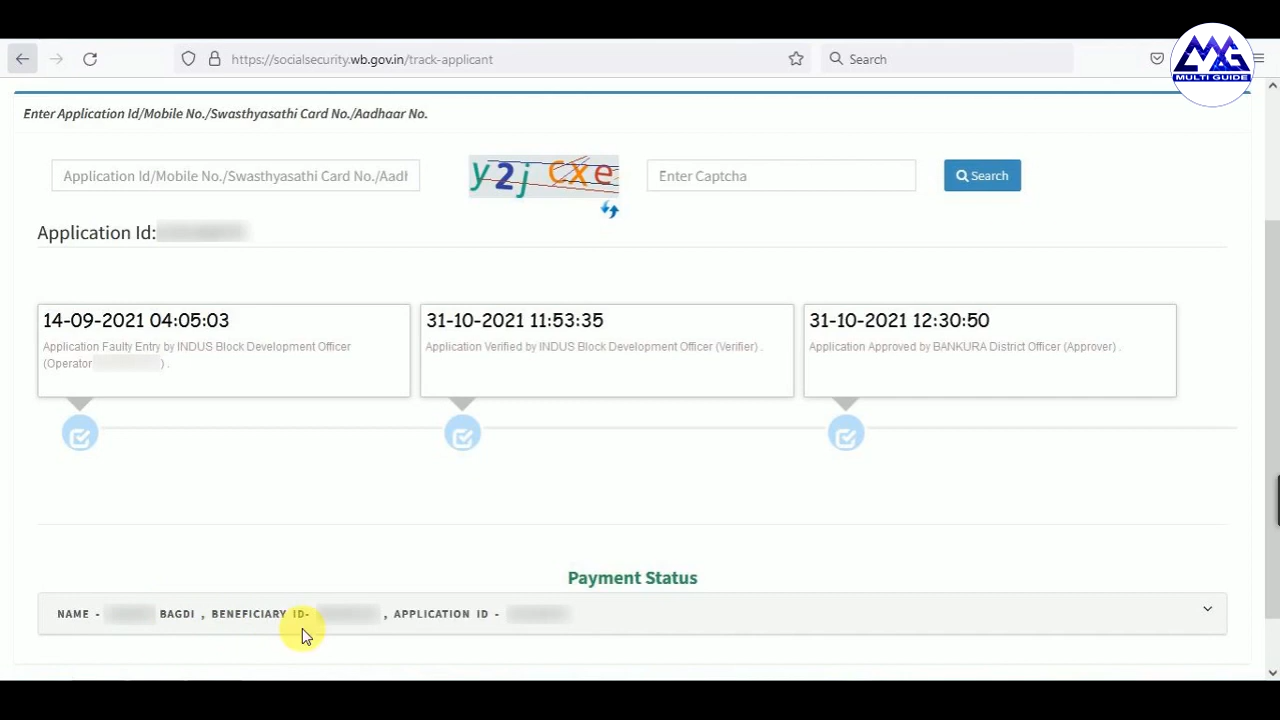 MULTI GUIDE
https://socialsecurity.wb.gov.in/track-applicant
Search
Enter Application Id/Mobile No./Swasthyasathi Card No./Aadhaar No.
Application Id/Mobile No./Swasthyasathi Card No./Aadh
y2jcxe
Enter Captcha
Search
Application Id:
14-09-2021 04:05:03
Application Faulty Entry by INDUS Block Development Officer
(Operator ) .
31-10-2021 11:53:35
Application Verified by INDUS Block Development Officer (Verifier) .
31-10-2021 12:30:50
Application Approved by BANKURA District Officer (Approver) .
Payment Status
NAME - BAGDI , BENEFICIARY ID- , APPLICATION ID -